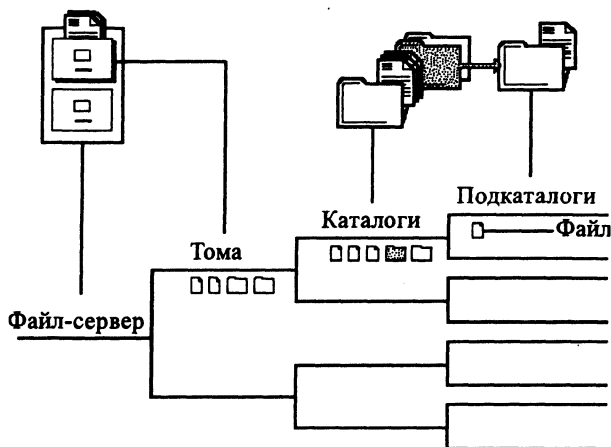 Подкаталоги
Каталоги
Файл
Тома
Файл-сервер